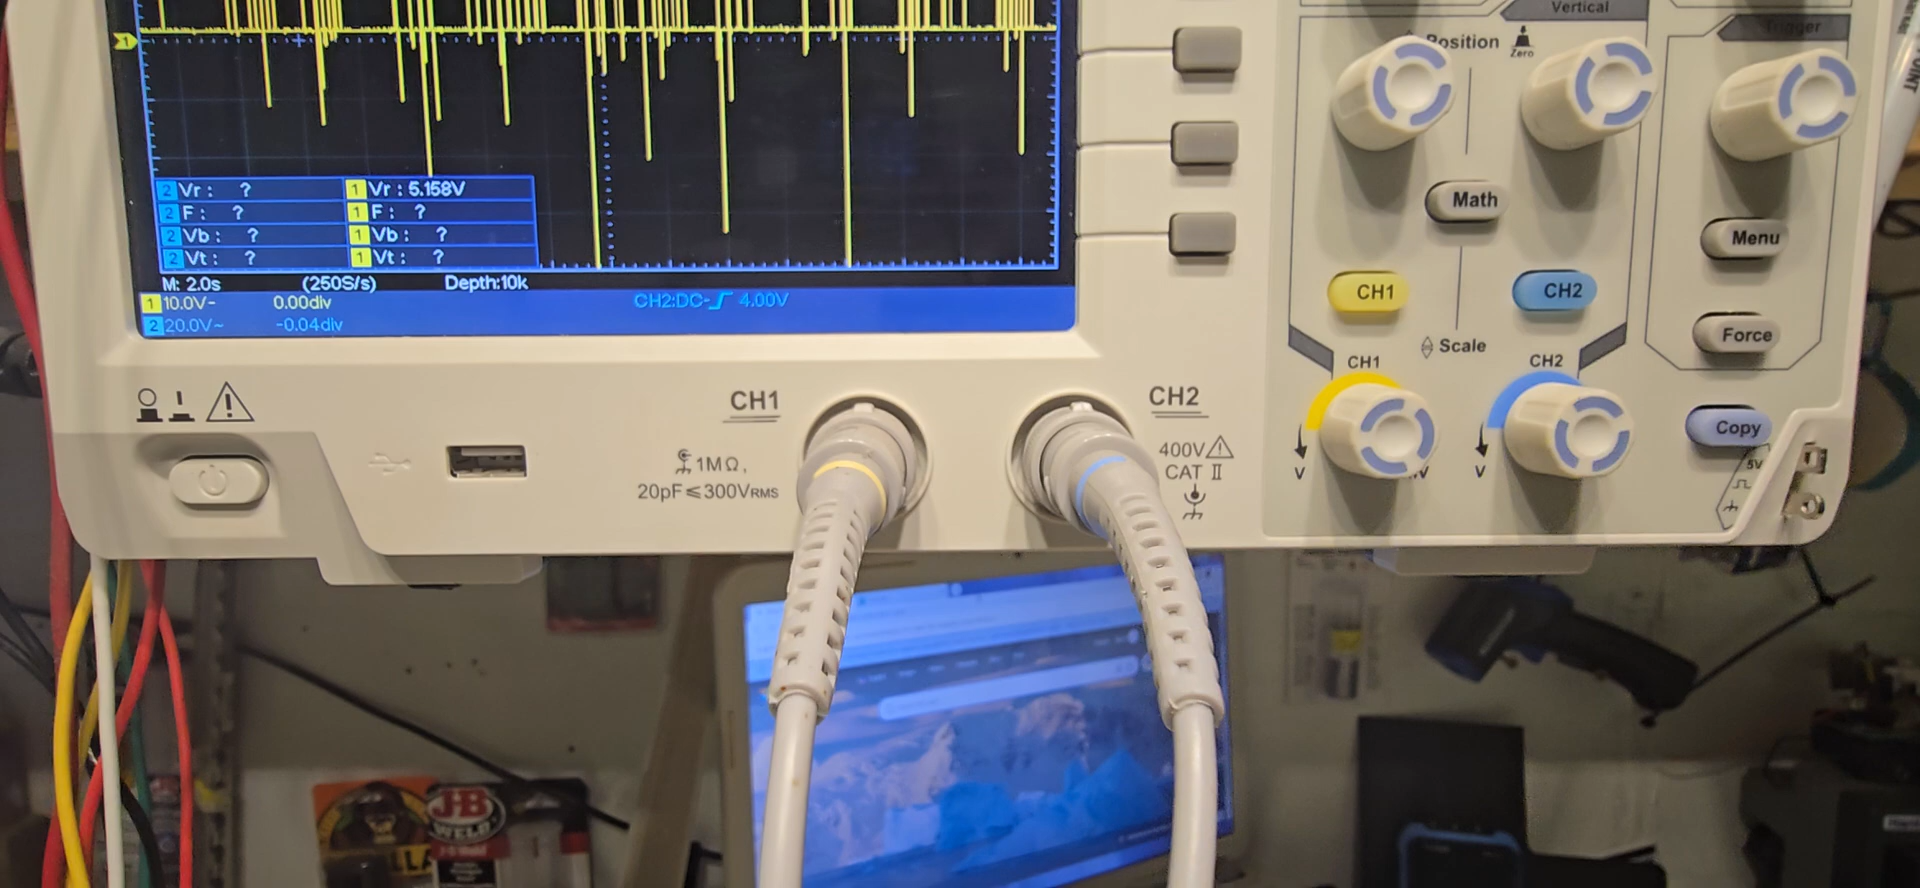 Vertical
Trigger
Position
Zero
1
2 Vr : ? 1 Vr : 5.158V
2 F : ? 1 F : ?
2 Vb : ? 1 Vb : ?
2 Vt : ? 1 Vt : ?
M: 2.0s (250S/s) Depth:10k
1 10.0V- 0.00div CH2:DC- 4.00V
2 20.0V~ -0.04div
Math
Menu
CH1 CH2
Force
Scale
CH1 CH2
Copy
V V
5V
CH1
1MΩ,
20pF≤300VRMS
CH2
400V
CAT II
J-B
WELD
OINT